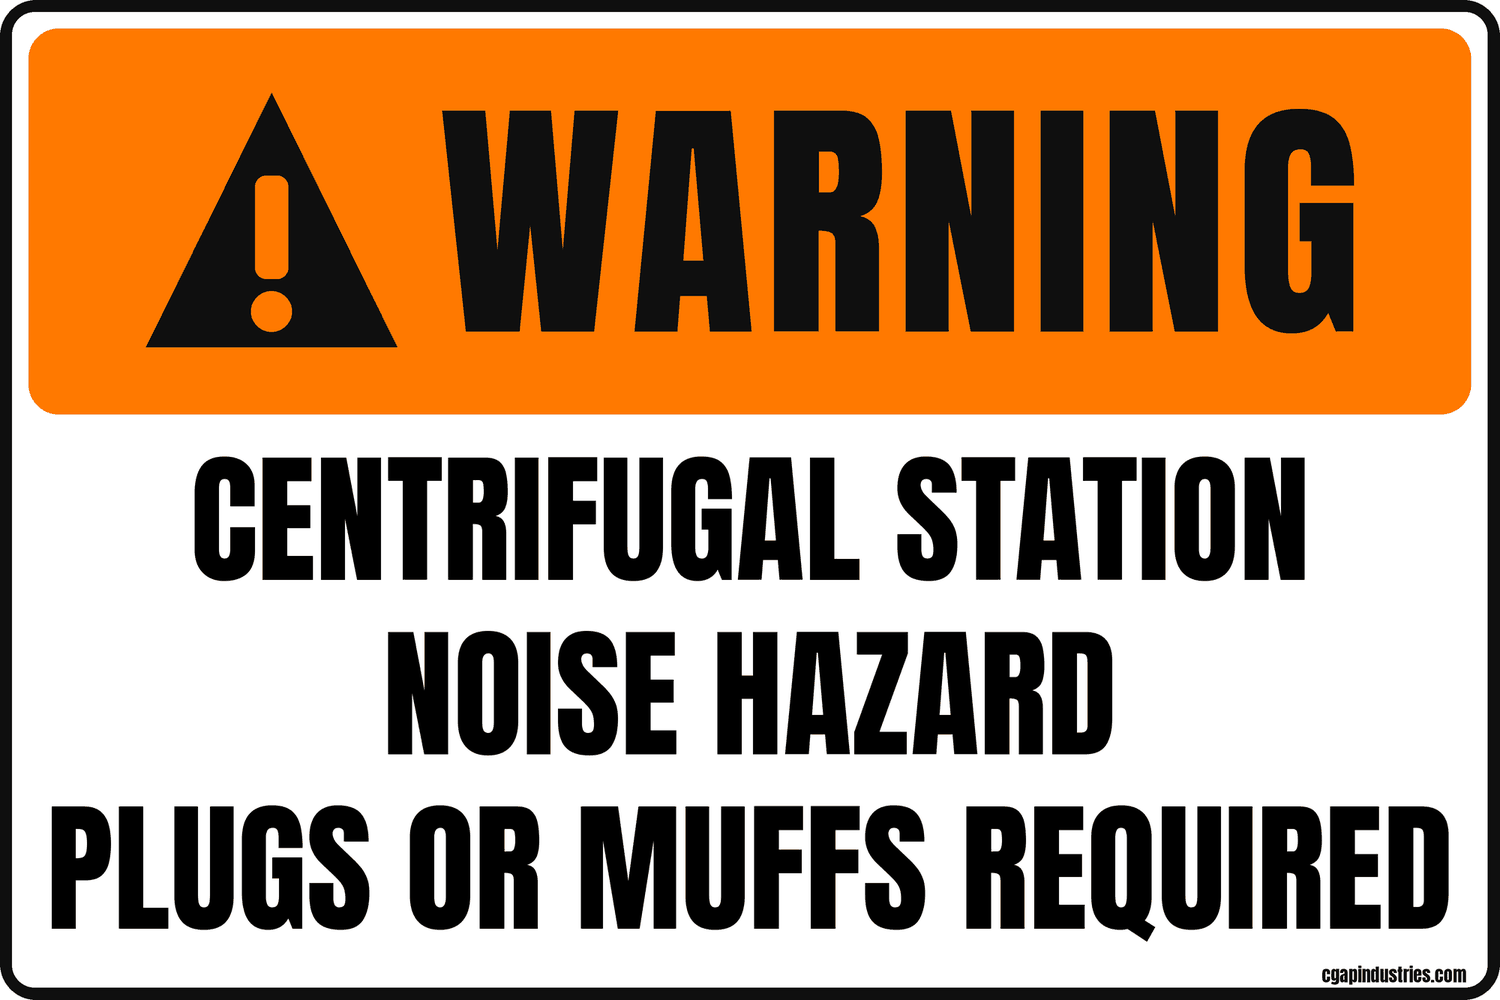 WARNING
CENTRIFUGAL STATION
NOISE HAZARD
PLUGS OR MUFFS REQUIRED
cgapindustries.com